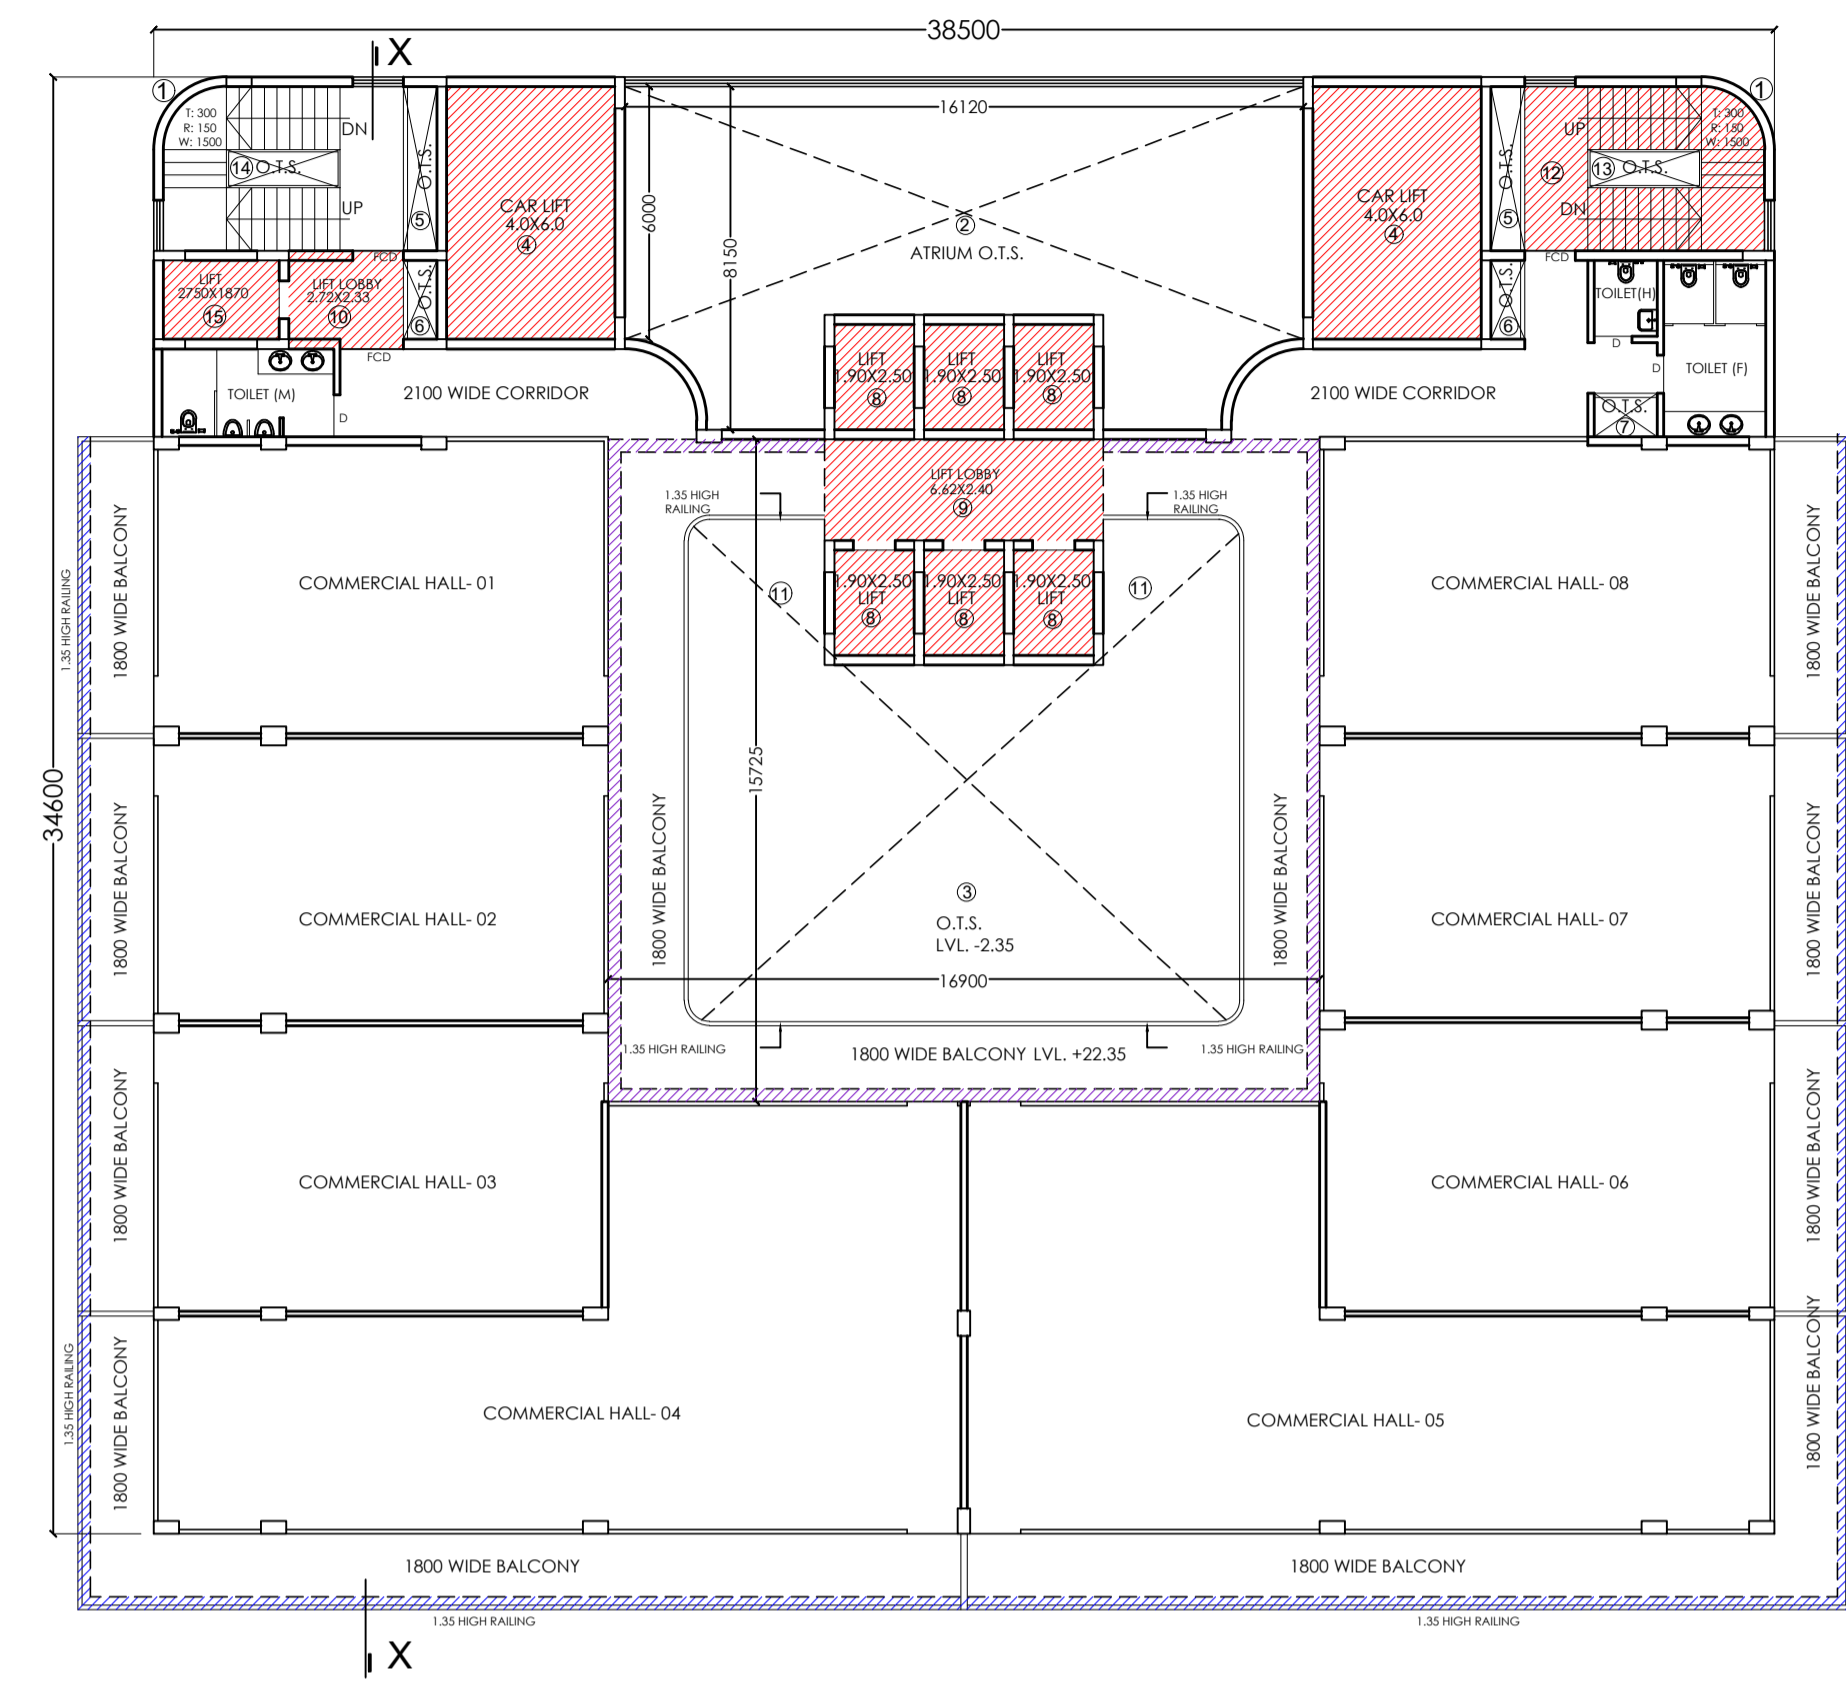 38500
X
1
1
T: 300
R: 150
W: 1500
DN
14 O.T.S.
UP
O.T.S.
5
CAR LIFT
4.0X6.0
4
16120
6000
8150
2
ATRIUM O.T.S.
CAR LIFT
4.0X6.0
4
O.T.S.
5
UP
12
13 O.T.S.
DN
T: 300
R: 150
W: 1500
FCD
FCD
LIFT
2750X1870
15
LIFT LOBBY
2.72X2.33
10
O.T.S.
6
FCD
O.T.S.
6
TOILET(H)
D
D
TOILET (F)
TOILET (M)
D
2100 WIDE CORRIDOR
LIFT
1.90X2.50
8
LIFT
1.90X2.50
8
LIFT
1.90X2.50
8
2100 WIDE CORRIDOR
O.T.S.
7
LIFT LOBBY
6.62X2.40
9
1.35 HIGH
RAILING
1.35 HIGH
RAILING
1800 WIDE BALCONY
1.35 HIGH RAILING
COMMERCIAL HALL- 01
11
1.90X2.50
LIFT
8
1.90X2.50
LIFT
8
1.90X2.50
LIFT
8
11
COMMERCIAL HALL- 08
1800 WIDE BALCONY
34600
15725
1800 WIDE BALCONY
COMMERCIAL HALL- 02
1800 WIDE BALCONY
3
O.T.S.
LVL. -2.35
16900
1800 WIDE BALCONY
COMMERCIAL HALL- 07
1800 WIDE BALCONY
1.35 HIGH RAILING
1800 WIDE BALCONY LVL. +22.35
1.35 HIGH RAILING
1800 WIDE BALCONY
COMMERCIAL HALL- 03
COMMERCIAL HALL- 06
1800 WIDE BALCONY
1.35 HIGH RAILING
1800 WIDE BALCONY
COMMERCIAL HALL- 04
COMMERCIAL HALL- 05
1800 WIDE BALCONY
1800 WIDE BALCONY
1800 WIDE BALCONY
1.35 HIGH RAILING
1.35 HIGH RAILING
X